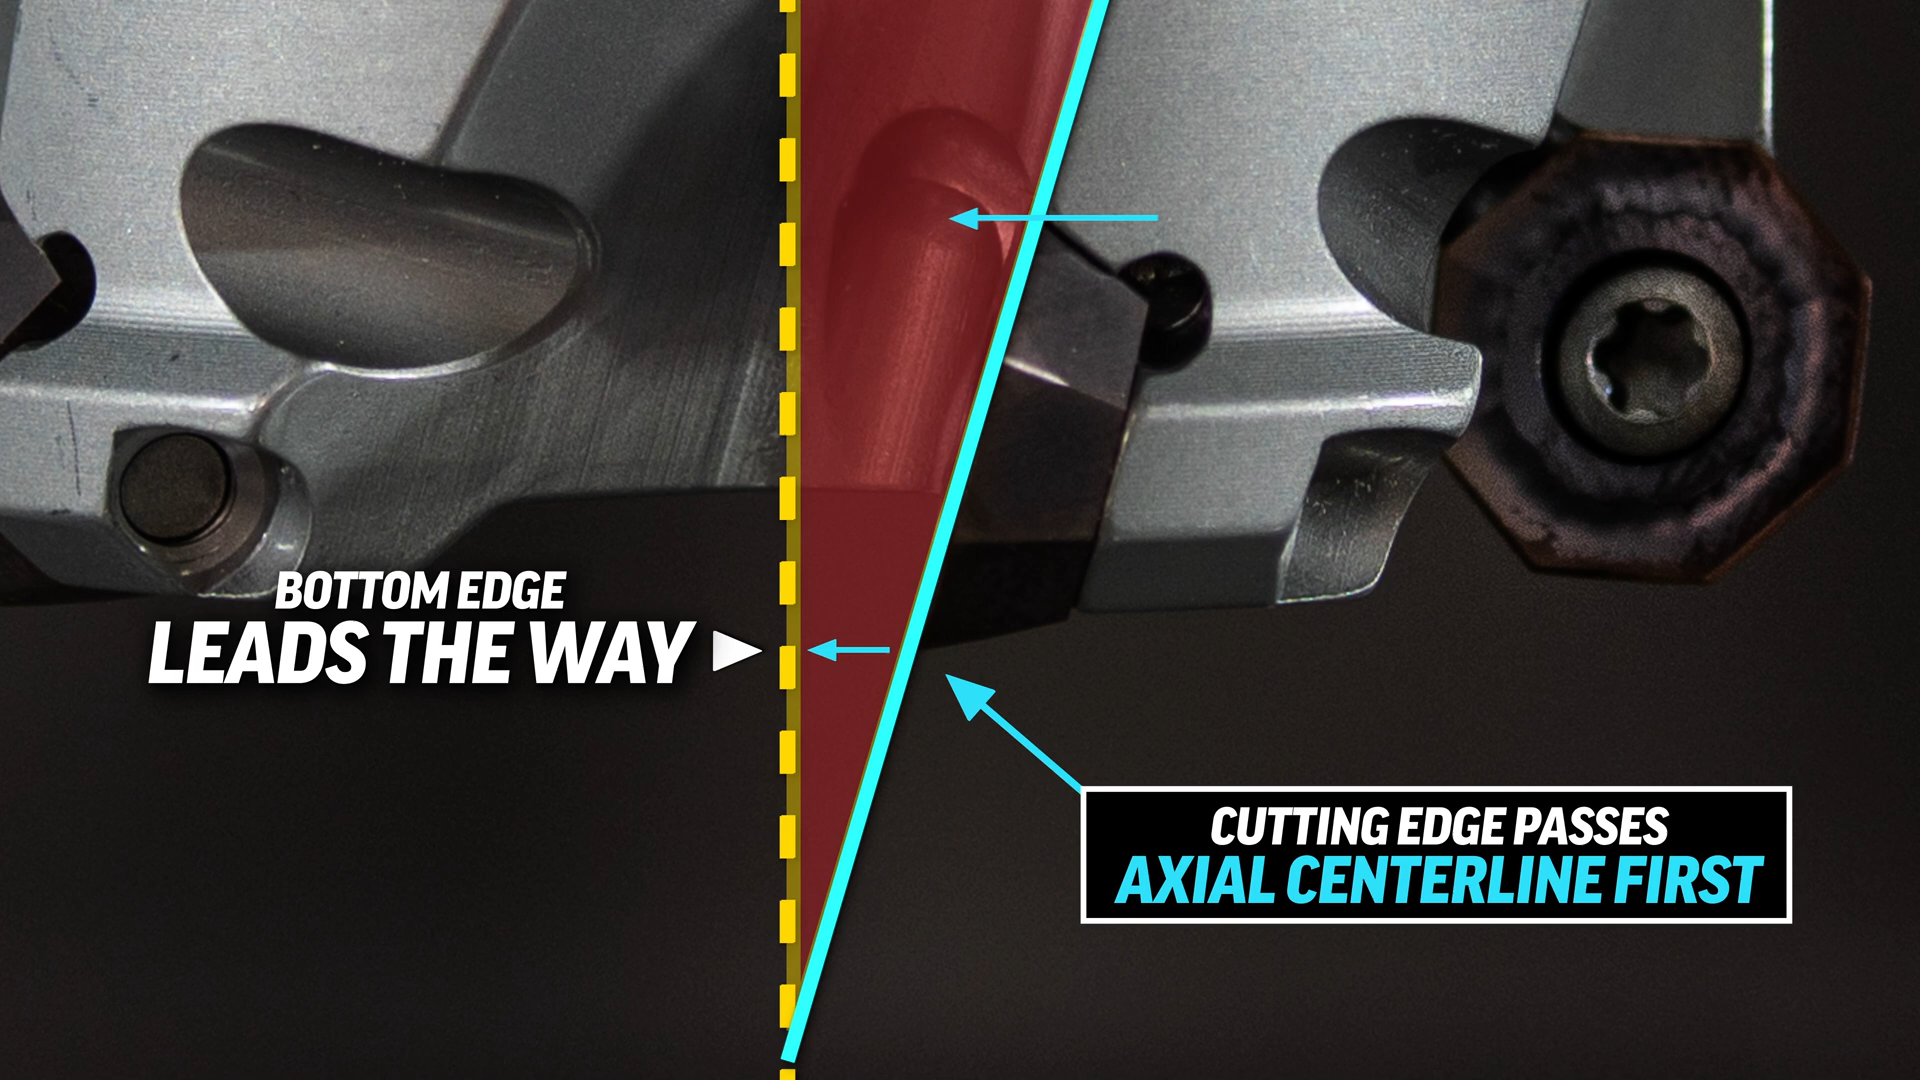 BOTTOM EDGE
LEADS THE WAY
CUTTING EDGE PASSES
AXIAL CENTERLINE FIRST